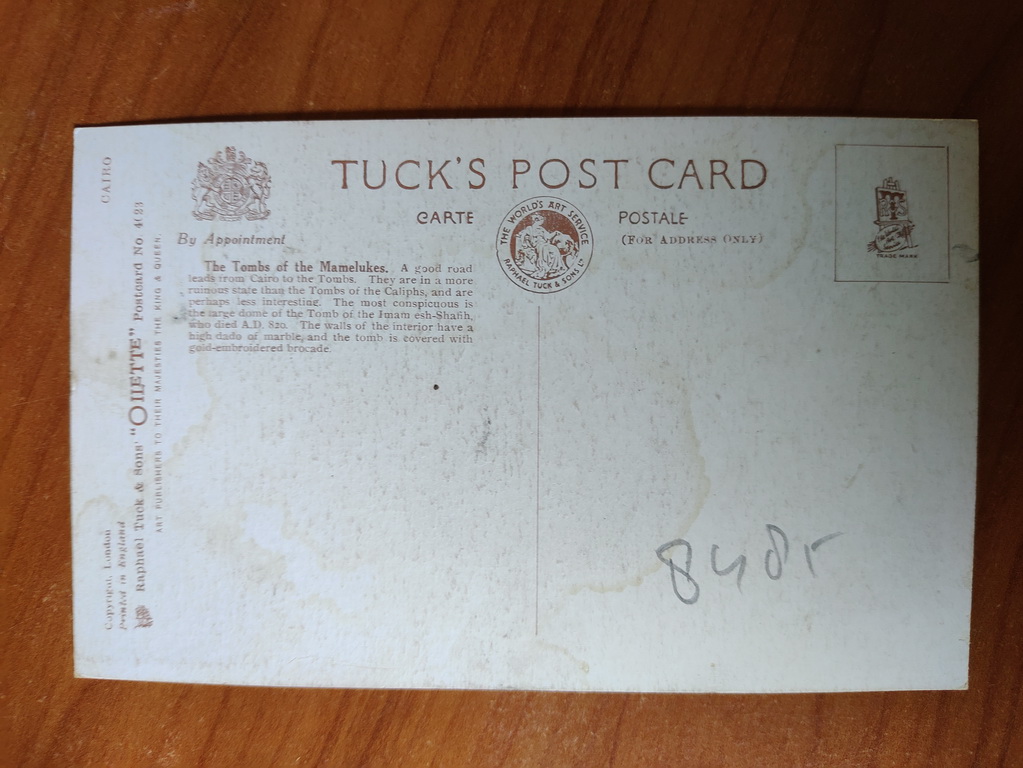 TUCK'S POST CARD
CARTE POSTALE
(FOR ADDRESS ONLY)
THE WORLD'S ART SERVICE
RAPHAEL TUCK & SONS LD
TRADE MARK
By Appointment
The Tombs of the Mamelukes. A good road
leads from Cairo to the Tombs. They are in a more
ruinous state than the Tombs of the Caliphs, and are
perhaps less interesting. The most conspicuous is
the large dome of the Tomb of the Imam esh-Shafih,
who died A.D. 820. The walls of the interior have a
high dado of marble, and the tomb is covered with
gold-embroidered brocade.
CAIRO
Copyright, London
Printed in England
Raphael Tuck & Sons' "OILETTE" Postcard No
ART PUBLISHERS TO THEIR MAJESTIES THE KING & QUEEN.